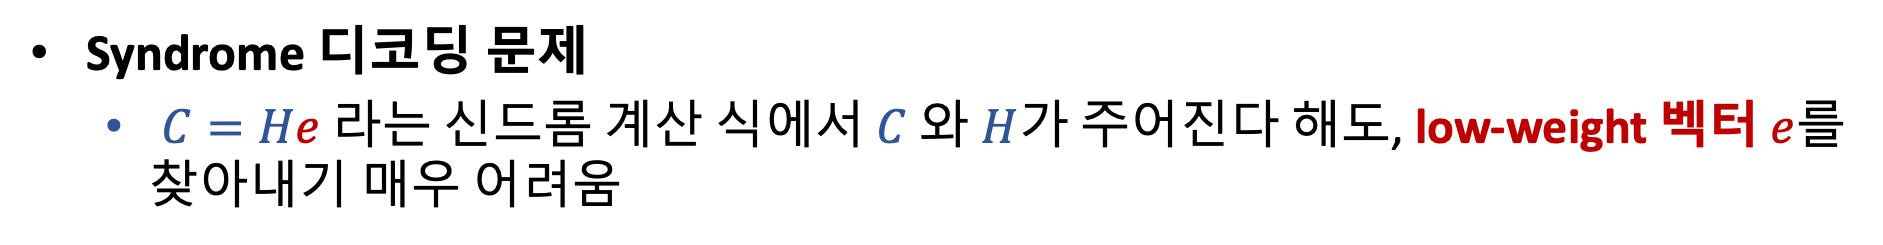 • Syndrome 디코딩 문제
• C = He 라는 신드롬 계산 식에서 C 와 H가 주어진다 해도, low-weight 벡터 e를
찾아내기 매우 어려움